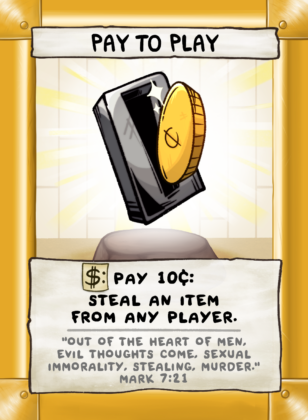 PAY TO PLAY
¢
$: PAY 10¢:
STEAL AN ITEM
FROM ANY PLAYER.
"OUT OF THE HEART OF MEN,
EVIL THOUGHTS COME, SEXUAL
IMMORALITY, STEALING, MURDER."
MARK 7:21